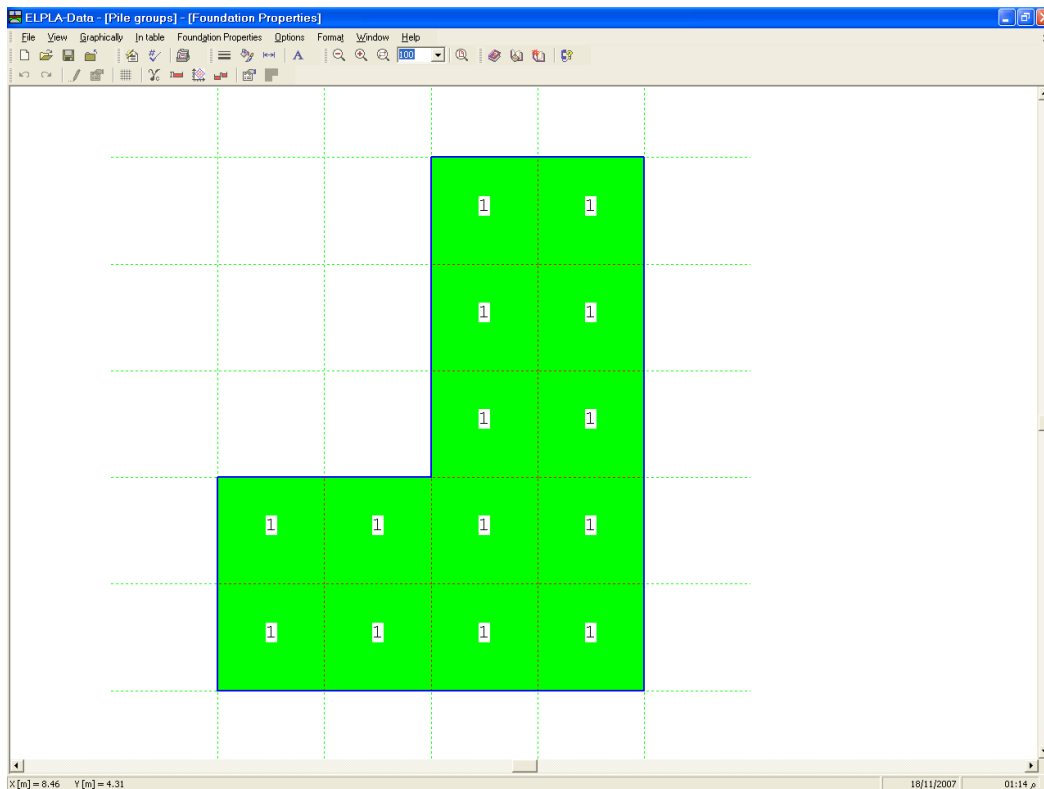 ELPLA-Data - [Pile groups] - [Foundation Properties]
File View Graphically In table Foundation Properties Options Format Window Help
100
1 1
1 1
1 1
1 1 1 1
1 1 1 1
X [m] = 8.46 Y [m] = 4.31 18/11/2007 01:14 م